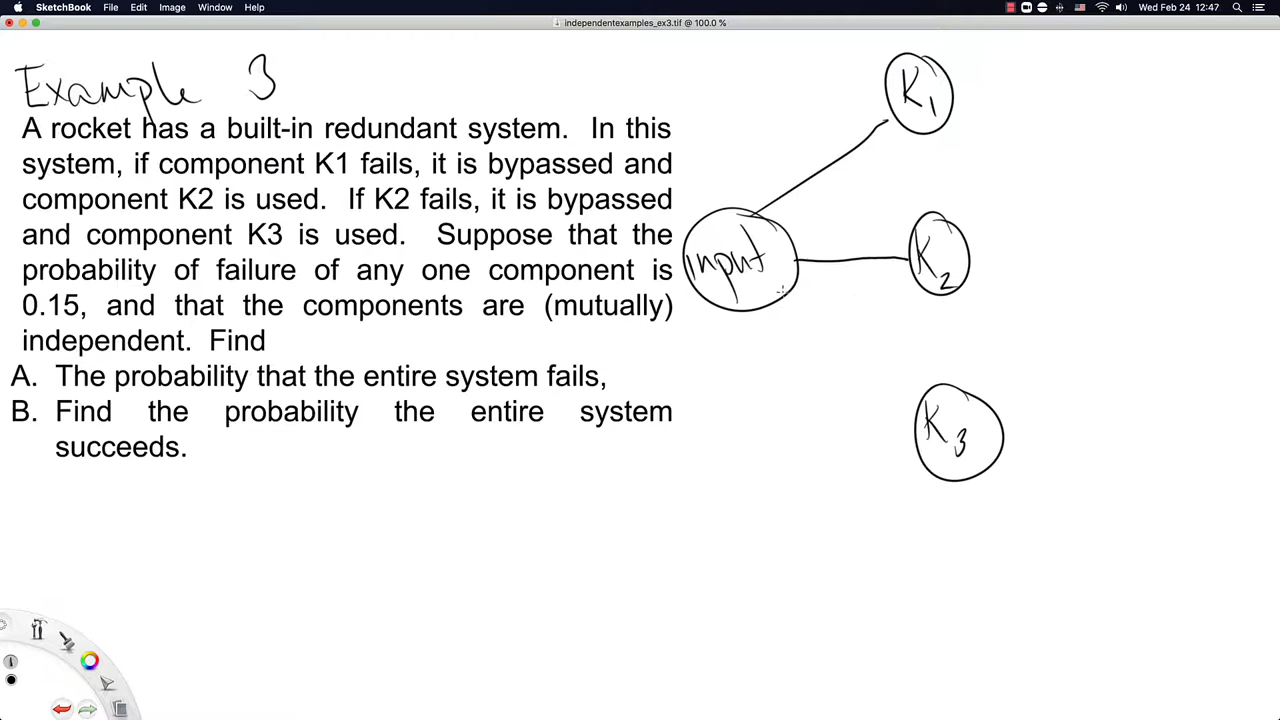 SketchBook File Edit Image Window Help
Wed Feb 24 12:47
independentexamples_ex3.tif @ 100.0 %
Example 3
A rocket has a built-in redundant system. In this
system, if component K1 fails, it is bypassed and
component K2 is used. If K2 fails, it is bypassed
and component K3 is used. Suppose that the
probability of failure of any one component is
0.15, and that the components are (mutually)
independent. Find
A. The probability that the entire system fails,
B. Find the probability the entire system
succeeds.
K1
input
K2
K3